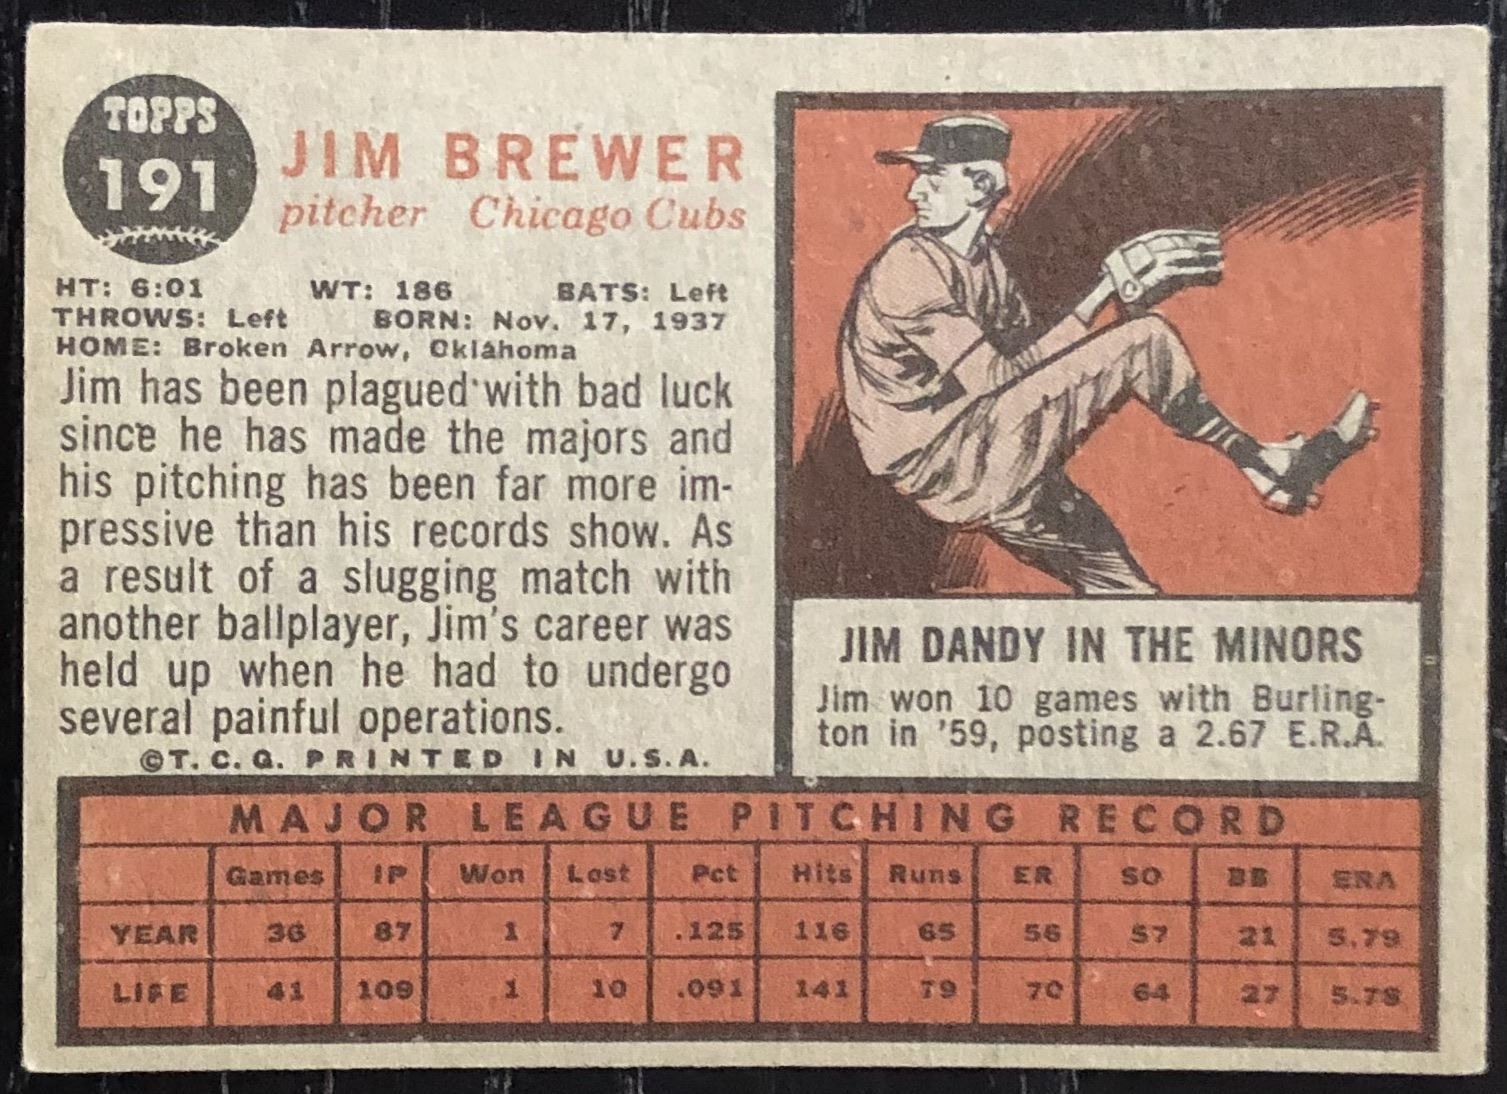 TOPPS
191
JIM BREWER
pitcher Chicago Cubs
HT: 6:01 WT: 186 BATS: Left
THROWS: Left BORN: Nov. 17, 1937
HOME: Broken Arrow, Oklahoma
Jim has been plagued with bad luck
since he has made the majors and
his pitching has been far more im-
pressive than his records show. As
a result of a slugging match with
another ballplayer, Jim's career was
held up when he had to undergo
several painful operations.
©T. C. G. PRINTED IN U.S.A.
JIM DANDY IN THE MINORS
Jim won 10 games with Burling-
ton in '59, posting a 2.67 E.R.A.
MAJOR LEAGUE PITCHING RECORD
Games IP Won Lost Pct Hits Runs ER SO BB ERA
YEAR 36 87 1 7 .125 116 65 56 57 21 5.79
LIFE 41 109 1 10 .091 141 79 70 64 27 5.78